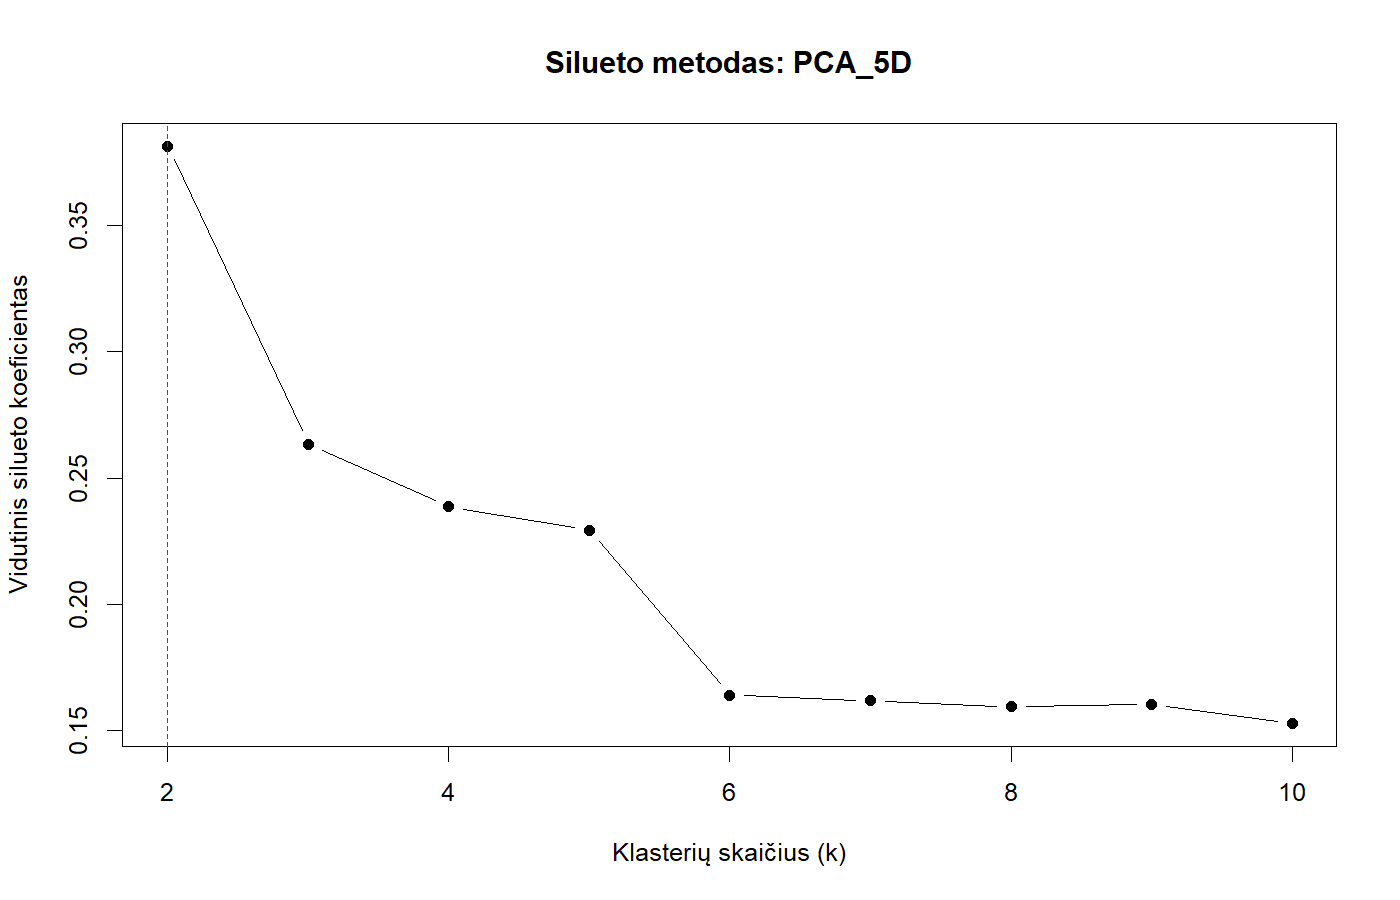 Silueto metodas: PCA_5D
Vidutinis silueto koeficientas
0.35
0.30
0.25
0.20
0.15
2 4 6 8 10
Klasterių skaičius (k)